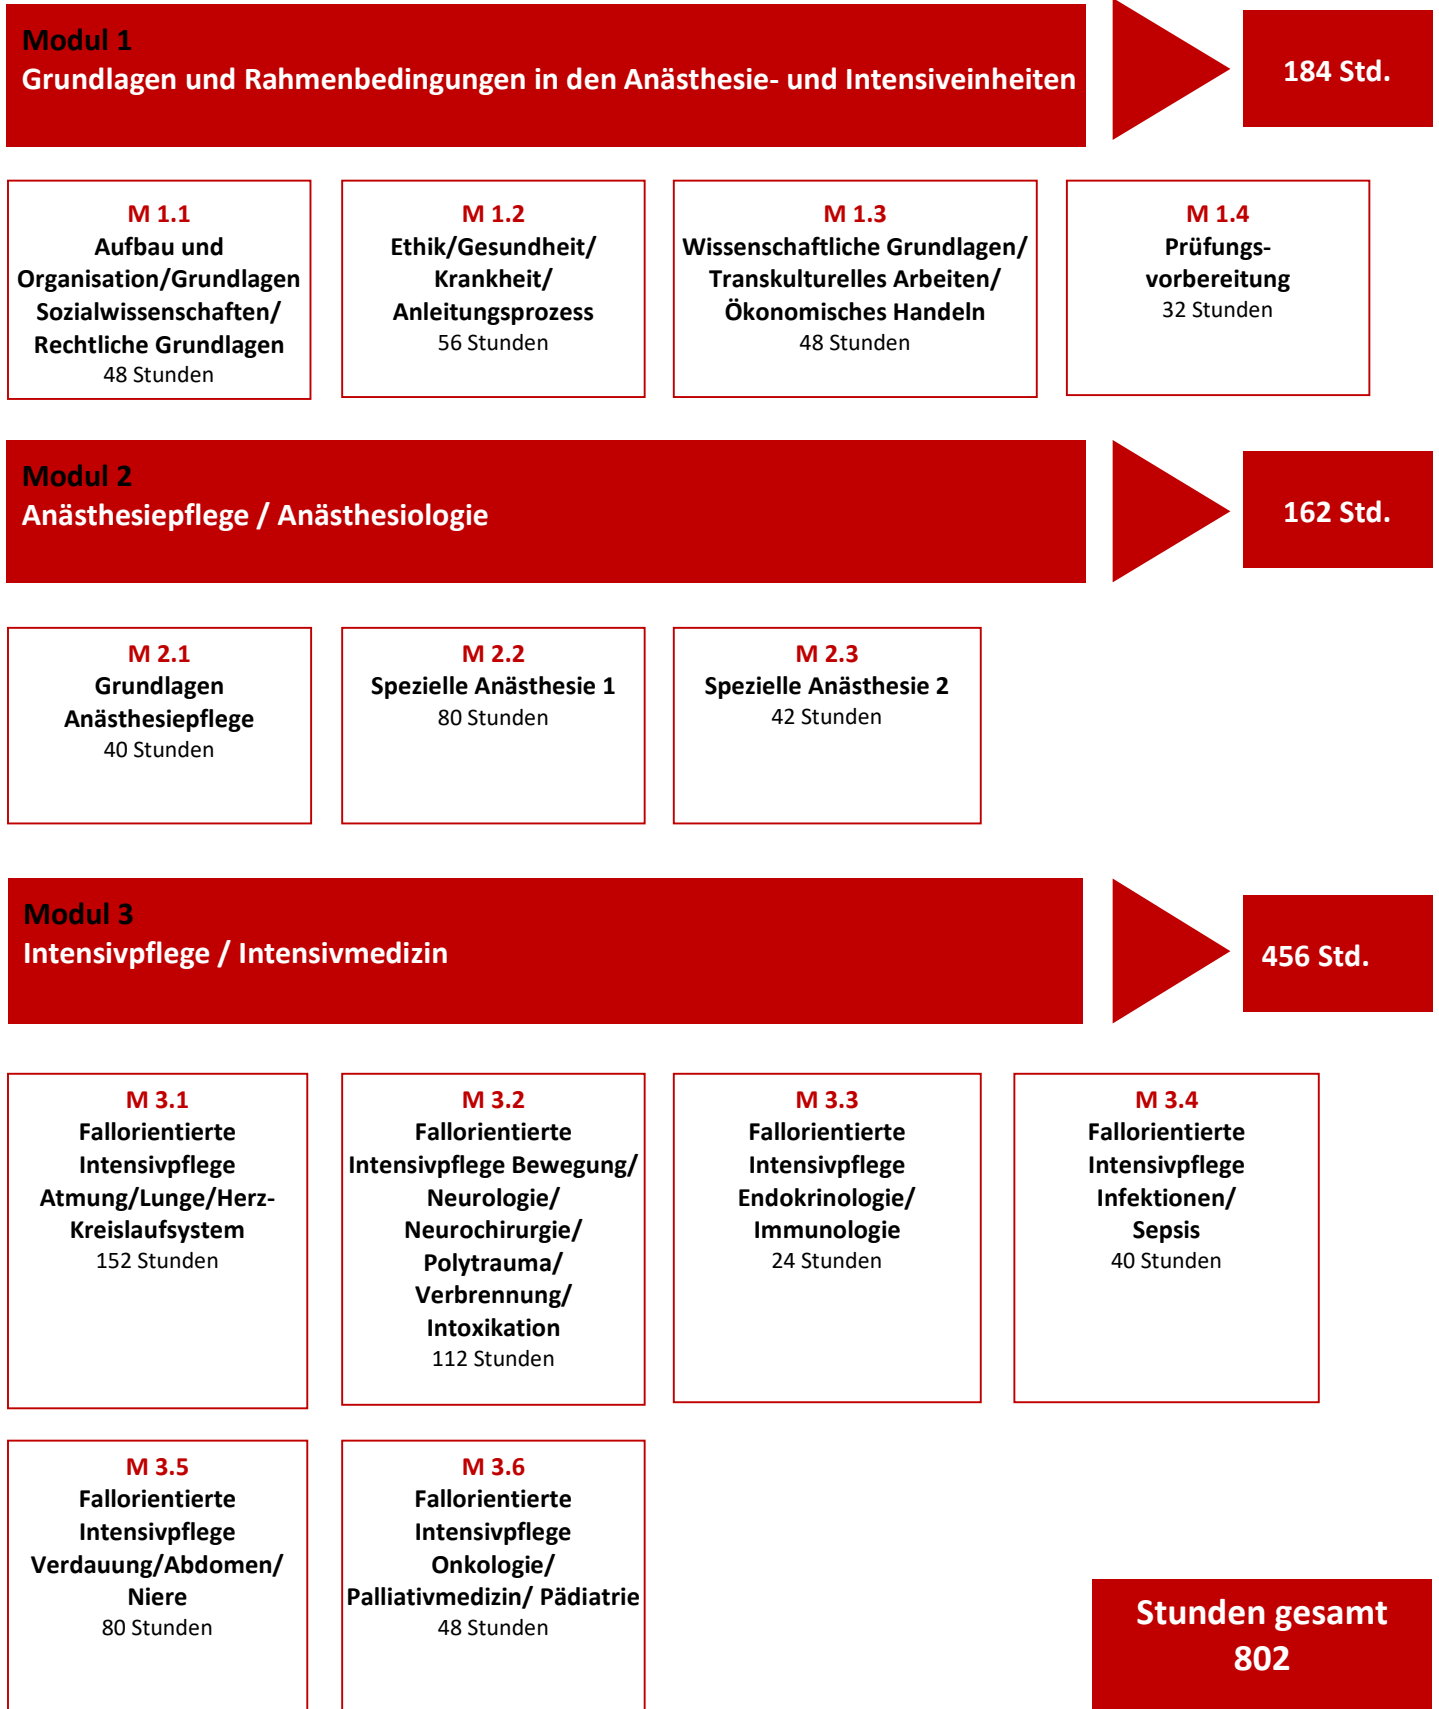 Modul 1
Grundlagen und Rahmenbedingungen in den Anästhesie- und Intensiveinheiten
184 Std.
M 1.1
Aufbau und
Organisation/Grundlagen
Sozialwissenschaften/
Rechtliche Grundlagen
48 Stunden
M 1.2
Ethik/Gesundheit/
Krankheit/
Anleitungsprozess
56 Stunden
M 1.3
Wissenschaftliche Grundlagen/
Transkulturelles Arbeiten/
Ökonomisches Handeln
48 Stunden
M 1.4
Prüfungs-
vorbereitung
32 Stunden
Modul 2
Anästhesiepflege / Anästhesiologie
162 Std.
M 2.1
Grundlagen
Anästhesiepflege
40 Stunden
M 2.2
Spezielle Anästhesie 1
80 Stunden
M 2.3
Spezielle Anästhesie 2
42 Stunden
Modul 3
Intensivpflege / Intensivmedizin
456 Std.
M 3.1
Fallorientierte
Intensivpflege
Atmung/Lunge/Herz-
Kreislaufsystem
152 Stunden
M 3.2
Fallorientierte
Intensivpflege Bewegung/
Neurologie/
Neurochirurgie/
Polytrauma/
Verbrennung/
Intoxikation
112 Stunden
M 3.3
Fallorientierte
Intensivpflege
Endokrinologie/
Immunologie
24 Stunden
M 3.4
Fallorientierte
Intensivpflege
Infektionen/
Sepsis
40 Stunden
M 3.5
Fallorientierte
Intensivpflege
Verdauung/Abdomen/
Niere
80 Stunden
M 3.6
Fallorientierte
Intensivpflege
Onkologie/
Palliativmedizin/ Pädiatrie
48 Stunden
Stunden gesamt
802